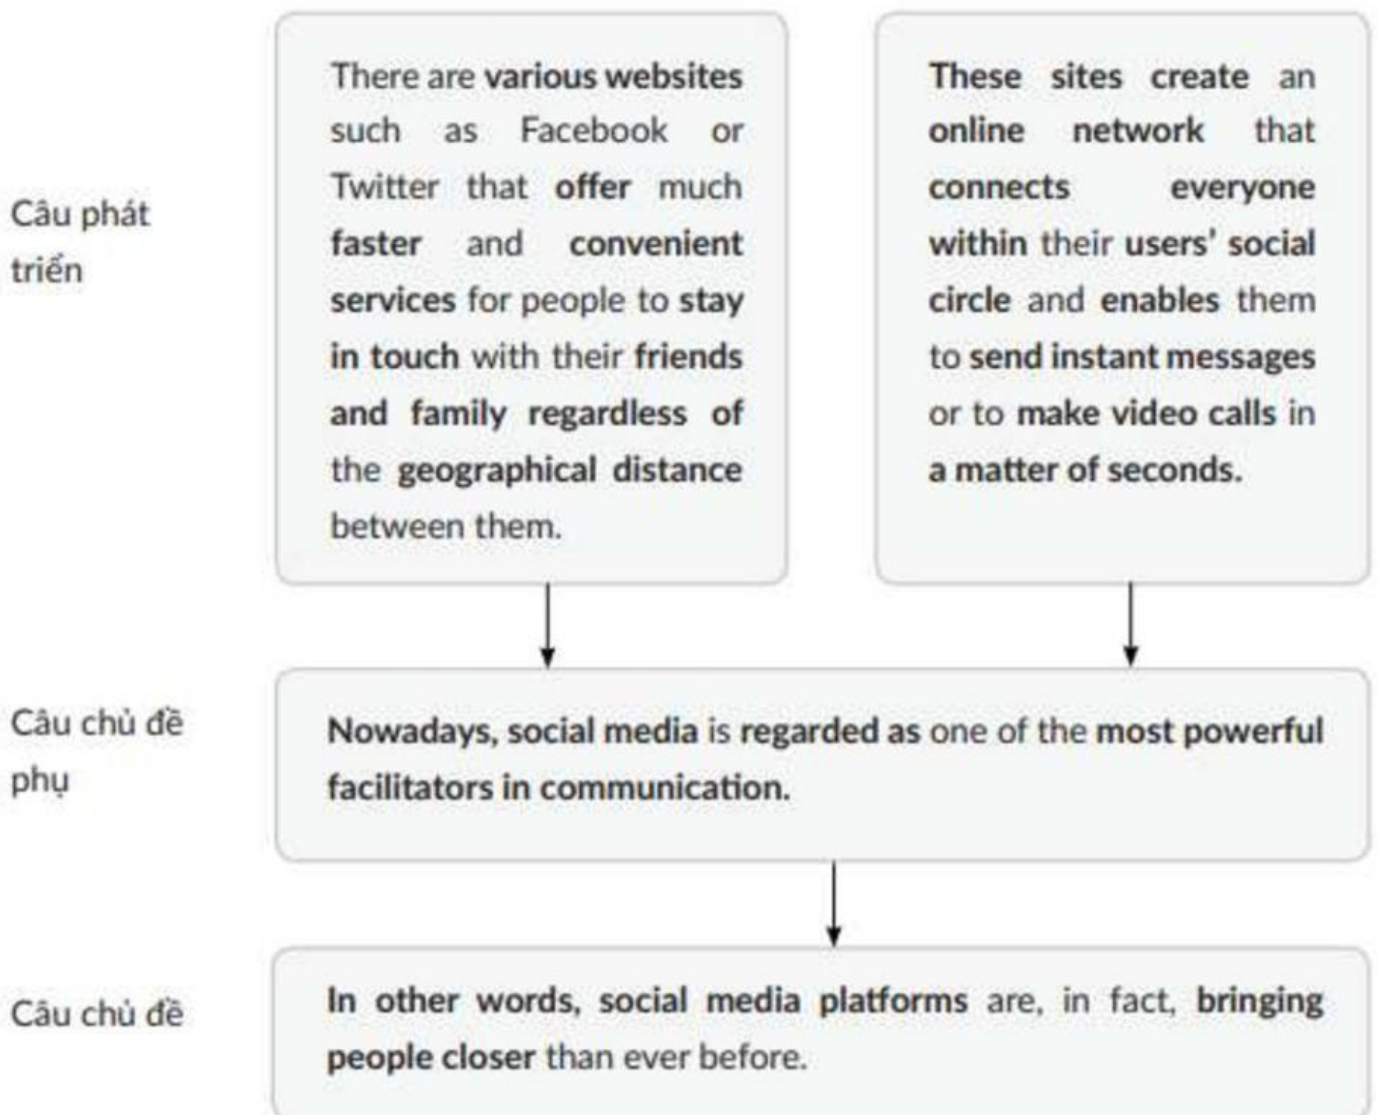 There are various websites
such as Facebook or
Twitter that offer much
faster and convenient
services for people to stay
in touch with their friends
and family regardless of
the geographical distance
between them.
These sites create an
online network that
connects everyone
within their users' social
circle and enables them
to send instant messages
or to make video calls in
a matter of seconds.
Câu phát
triển
Câu chủ đề
phụ
Nowadays, social media is regarded as one of the most powerful
facilitators in communication.
Câu chủ đề
In other words, social media platforms are, in fact, bringing
people closer than ever before.